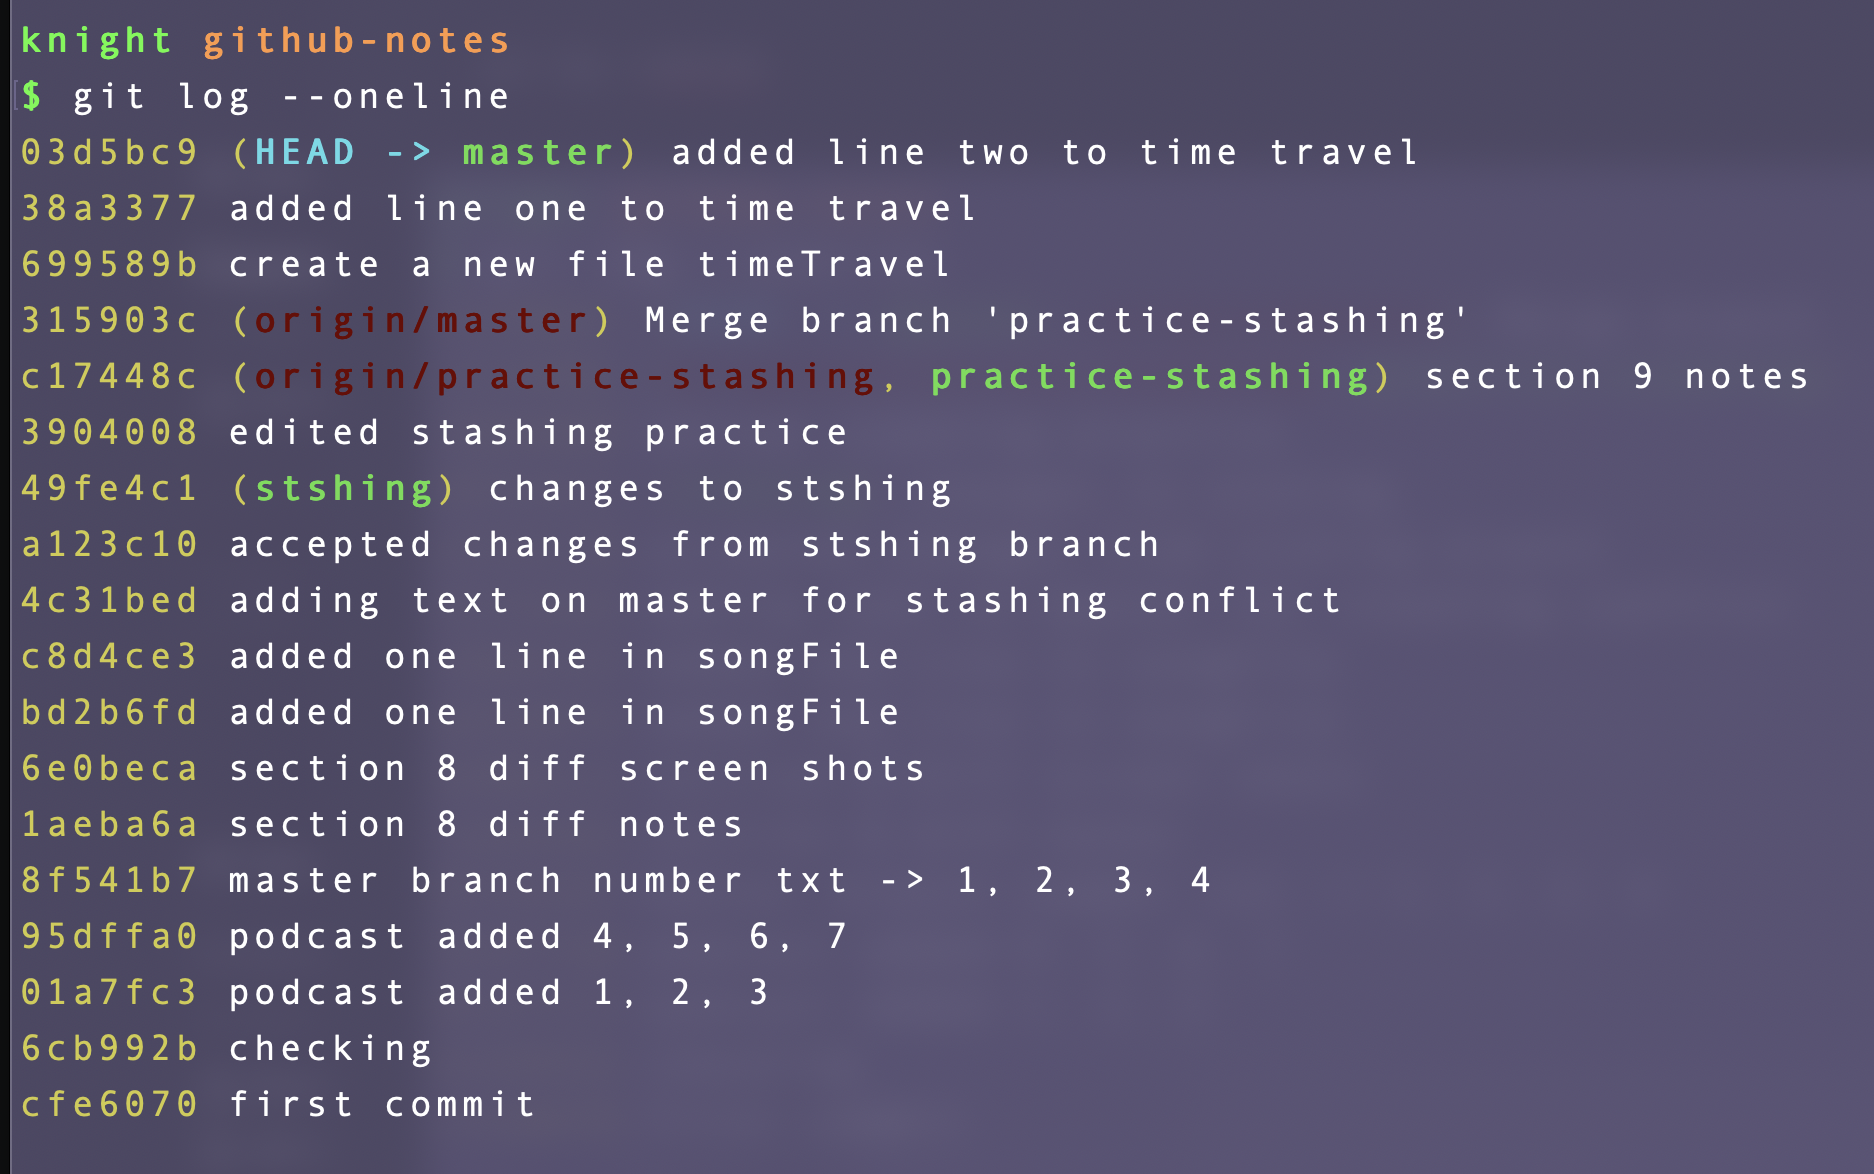 knight github-notes
$ git log --oneline
03d5bc9 (HEAD -> master) added line two to time travel
38a3377 added line one to time travel
699589b create a new file timeTravel
315903c (origin/master) Merge branch 'practice-stashing'
c17448c (origin/practice-stashing, practice-stashing) section 9 notes
3904008 edited stashing practice
49fe4c1 (stshing) changes to stshing
a123c10 accepted changes from stshing branch
4c31bed adding text on master for stashing conflict
c8d4ce3 added one line in songFile
bd2b6fd added one line in songFile
6e0beca section 8 diff screen shots
1aeba6a section 8 diff notes
8f541b7 master branch number txt -> 1, 2, 3, 4
95dffa0 podcast added 4, 5, 6, 7
01a7fc3 podcast added 1, 2, 3
6cb992b checking
cfe6070 first commit